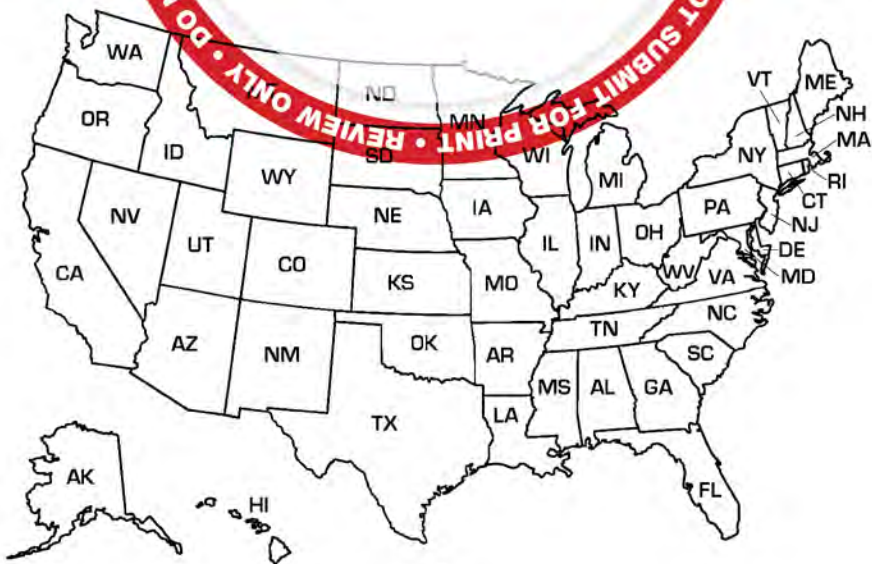 DO
REVIEW ONLY • DO
NOT SUBMIT FOR PRINT •
WA
OR
ID
ND
MN
SD
WI
WY
NV
UT
CA
CO
NE
IA
KS
MO
IL
IN
OH
MI
PA
NY
VT
ME
NH
MA
RI
CT
NJ
DE
MD
WV
VA
KY
NC
TN
SC
AZ
NM
OK
AR
TX
LA
MS
AL
GA
FL
AK
HI